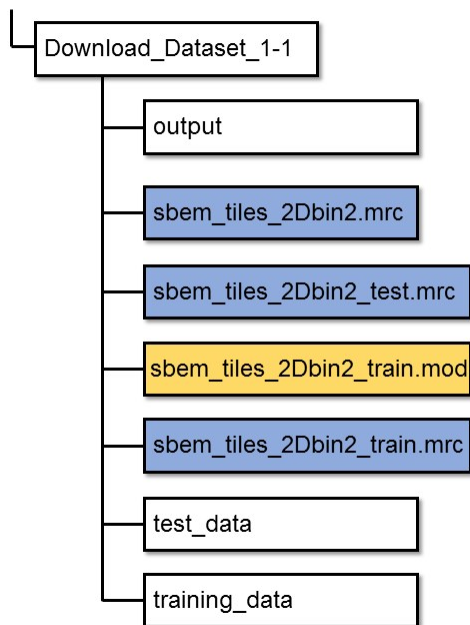 Download_Dataset_1-1
output
sbem_tiles_2Dbin2.mrc
sbem_tiles_2Dbin2_test.mrc
sbem_tiles_2Dbin2_train.mod
sbem_tiles_2Dbin2_train.mrc
test_data
training_data